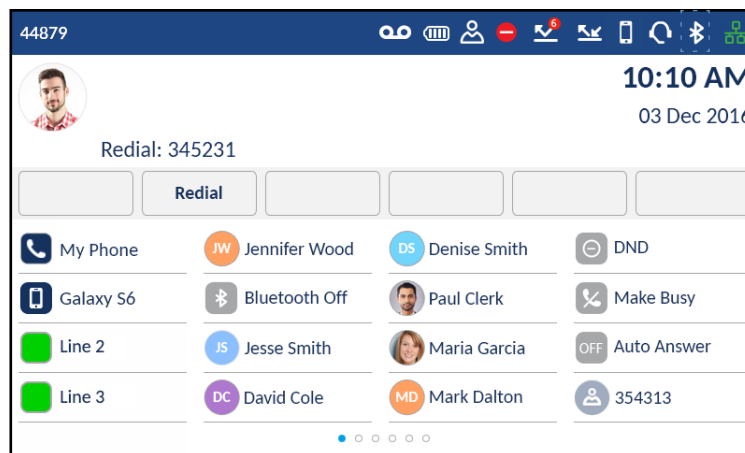 44879
6
10:10 AM
03 Dec 2016
Redial: 345231
Redial
My Phone
JW Jennifer Wood
DS Denise Smith
DND
Galaxy S6
Bluetooth Off
Paul Clerk
Make Busy
Line 2
JS Jesse Smith
Maria Garcia
OFF Auto Answer
Line 3
DC David Cole
MD Mark Dalton
354313